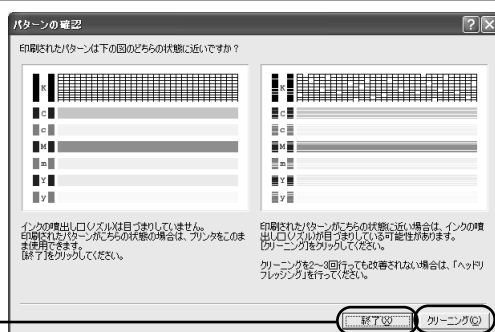 パターンの確認
印刷されたパターンは下の図のどちらの状態に近いですか?
K
C
c
M
m
Y
y
K
C
c
M
m
Y
y
インクの噴出し口(ノズル)は目づまりしていません。
印刷されたパターンがこちらの状態の場合は、プリンタをこのま
ま使用できます。
[終了]をクリックしてください。
印刷されたパターンがこちらの状態に近い場合は、インクの噴
出し口(ノズル)が目づまりしている可能性があります。
[クリーニング]をクリックしてください。
クリーニングを2~3回行っても改善されない場合は、「ヘッドリ
フレッシング」を行ってください。
終了(X)
クリーニング(C)